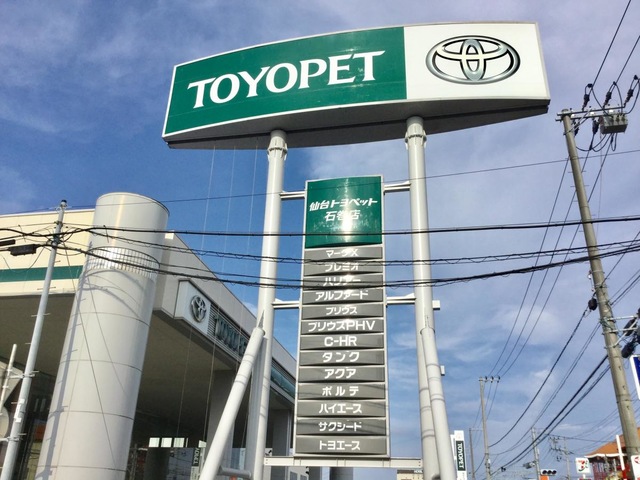 TOYOPET
仙台トヨペット
石巻店
マークX
プレミオ
ハリアー
アルファード
プリウス
プリウスPHV
C-HR
タンク
アクア
ポルテ
ハイエース
サクシード
トヨエース
TOYOPET